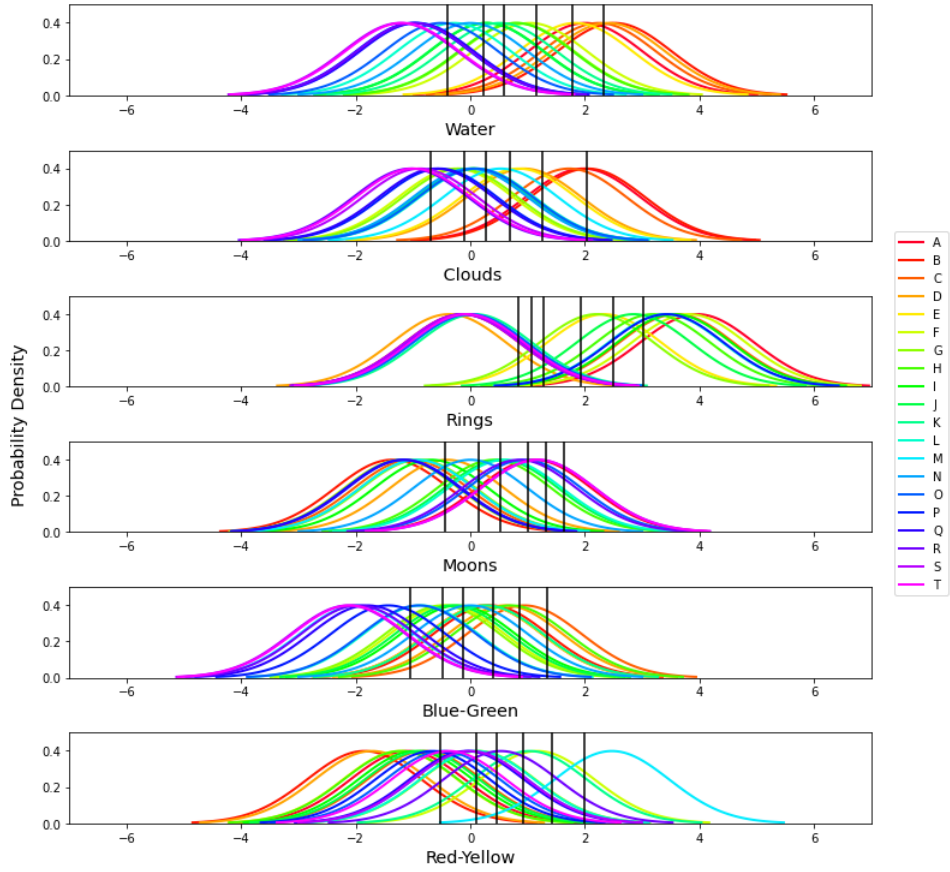 0.4
0.2
0.0
−6 −4 −2 0 2 4 6
Water
0.4
0.2
0.0
−6 −4 −2 0 2 4 6
Clouds
0.4
0.2
0.0
−6 −4 −2 0 2 4 6
Rings
0.4
0.2
0.0
−6 −4 −2 0 2 4 6
Moons
0.4
0.2
0.0
−6 −4 −2 0 2 4 6
Blue-Green
0.4
0.2
0.0
−6 −4 −2 0 2 4 6
Red-Yellow
Probability Density
A
B
C
D
E
F
G
H
I
J
K
L
M
N
O
P
Q
R
S
T